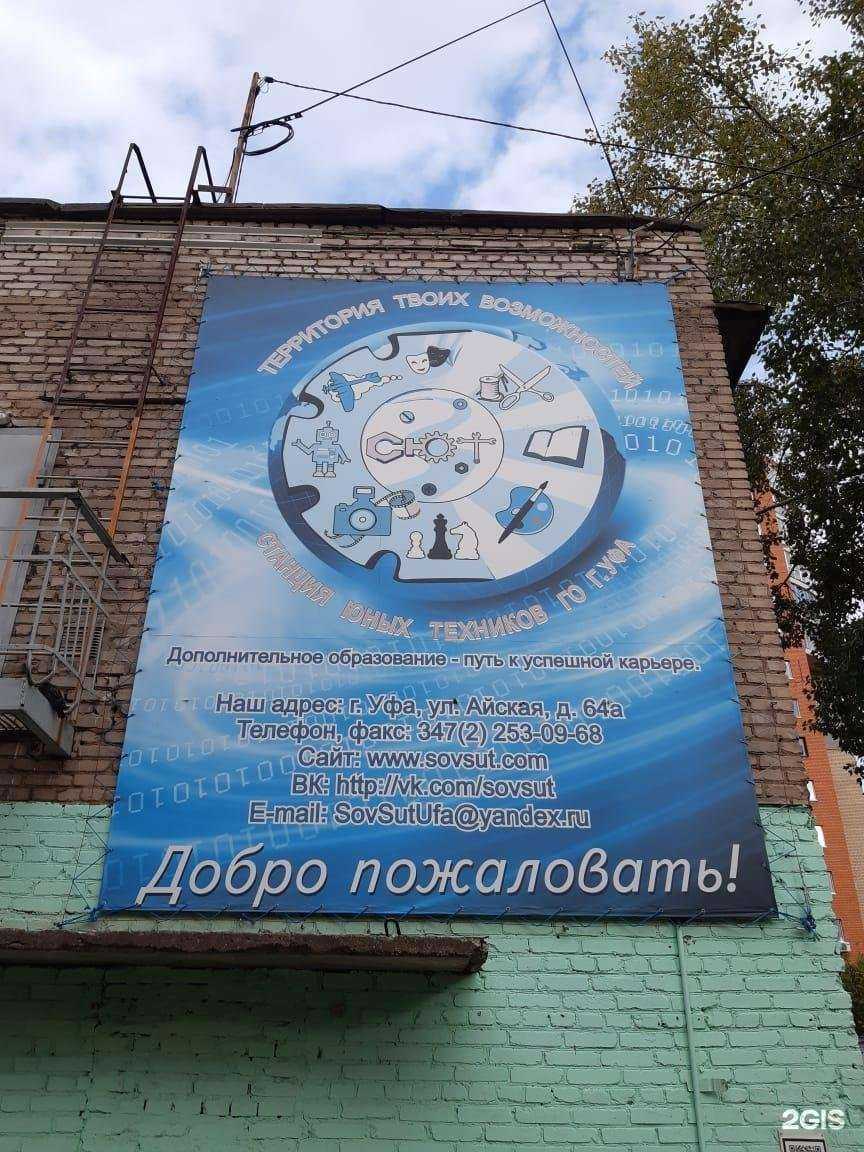 ТЕРРИТОРИЯ ТВОИХ ВОЗМОЖНОСТЕЙ
СЮТ
СТАНЦИЯ ЮНЫХ ТЕХНИКОВ ГО Г.УФА
Дополнительное образование - путь к успешной карьере.
Наш адрес: г. Уфа, ул. Айская, д. 64а
Телефон, факс: 347(2) 253-09-68
Сайт: www.sovsut.com
ВК: http://vk.com/sovsut
E-mail: SovSutUfa@yandex.ru
Добро пожаловать!
2GIS